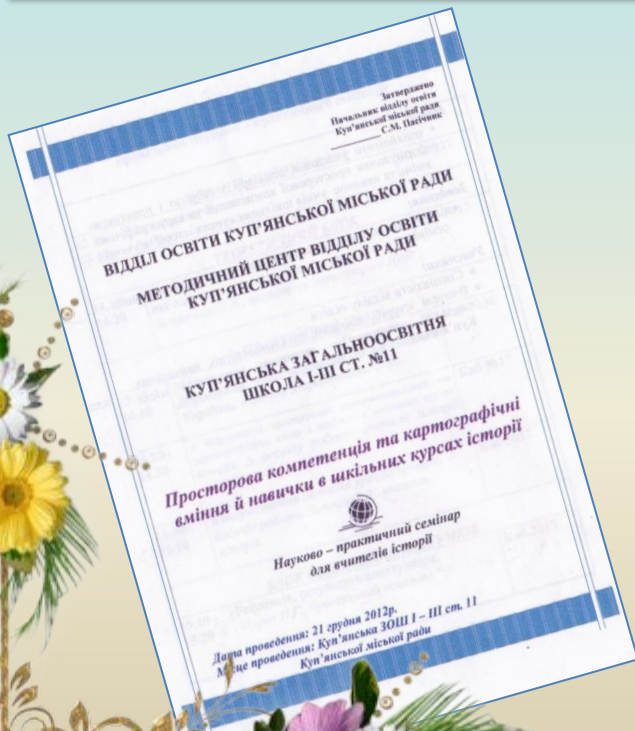 Затверджено
Начальник відділу освіти
Куп’янської міської ради
__________ С.М. Пасічник
ВІДДІЛ ОСВІТИ КУП’ЯНСЬКОЇ МІСЬКОЇ РАДИ
МЕТОДИЧНИЙ ЦЕНТР ВІДДІЛУ ОСВІТИ
КУП’ЯНСЬКОЇ МІСЬКОЇ РАДИ
КУП’ЯНСЬКА ЗАГАЛЬНООСВІТНЯ
ШКОЛА І-ІІІ СТ. №11
Просторова компетенція та картографічні
вміння й навички в шкільних курсах історії
Науково – практичний семінар
для вчителів історії
Дата проведення: 21 грудня 2012р.
Місце проведення: Куп’янська ЗОШ І – ІІІ ст. 11
Куп’янської міської ради